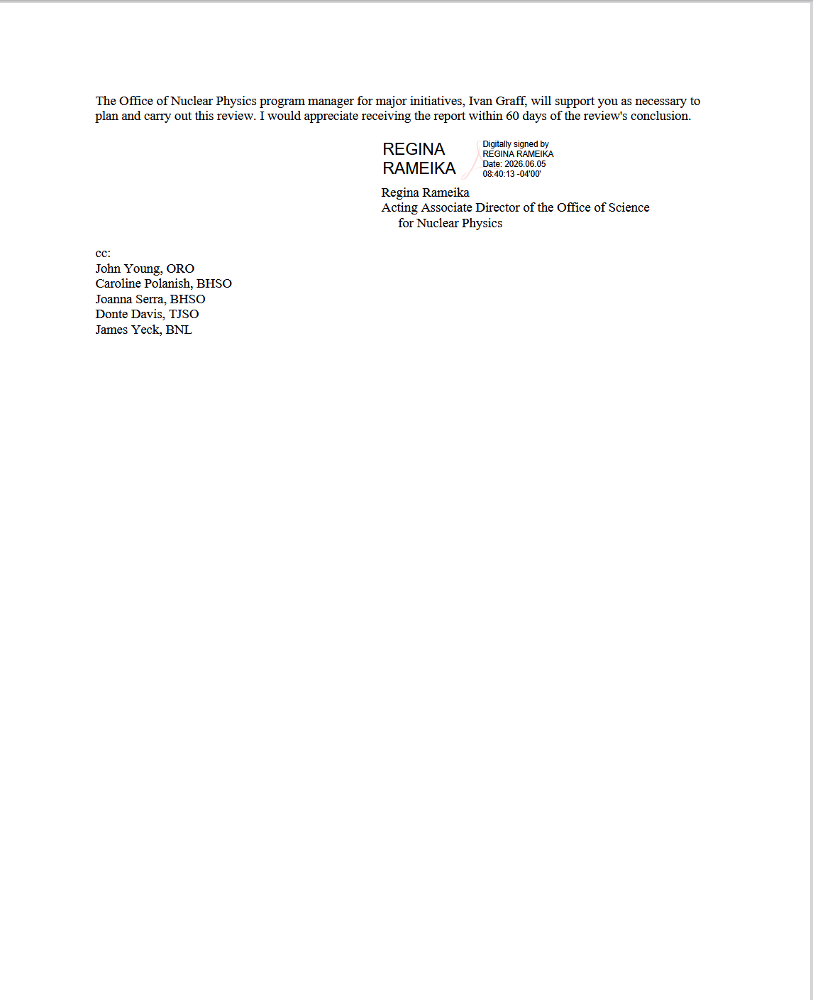 The Office of Nuclear Physics program manager for major initiatives, Ivan Graff, will support you as necessary to
plan and carry out this review. I would appreciate receiving the report within 60 days of the review's conclusion.
REGINA
RAMEIKA
Digitally signed by
REGINA RAMEIKA
Date: 2026.06.05
08:40:13 -04'00'
Regina Rameika
Acting Associate Director of the Office of Science
for Nuclear Physics
cc:
John Young, ORO
Caroline Polanish, BHSO
Joanna Serra, BHSO
Donte Davis, TJSO
James Yeck, BNL